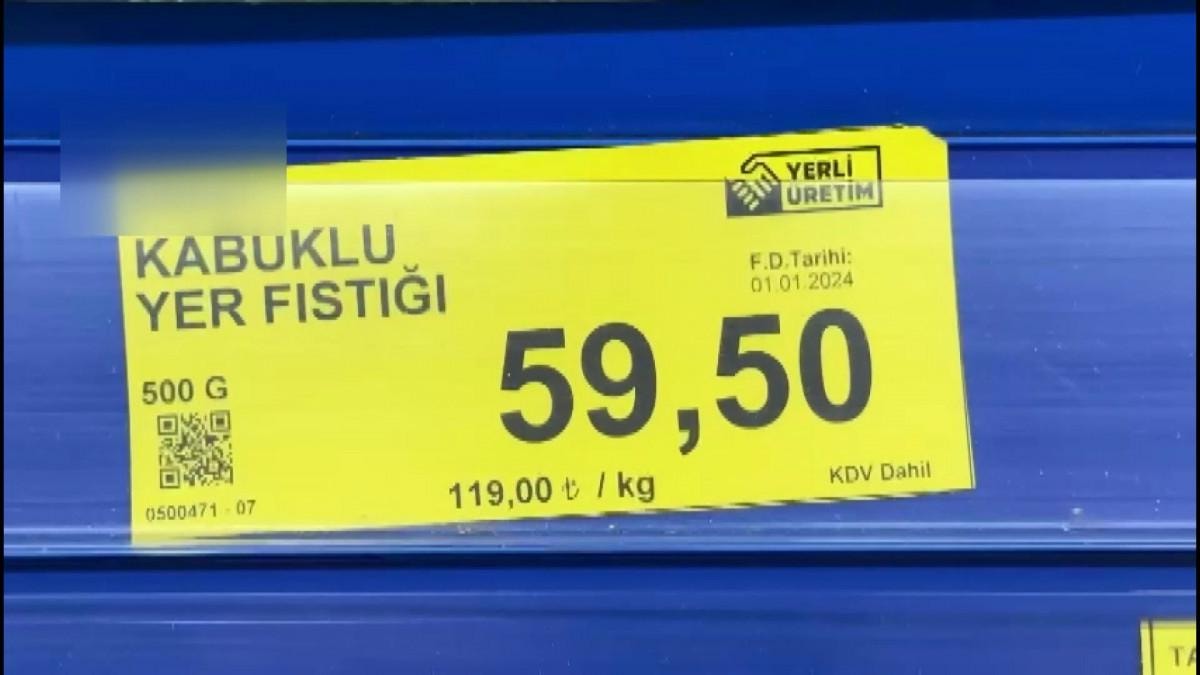 YERLİ
ÜRETİM
KABUKLU
YER FISTIĞI
F.D.Tarihi:
01.01.2024
500 G
59,50
0500471 - 07
119,00 ₺ / kg
KDV Dahil